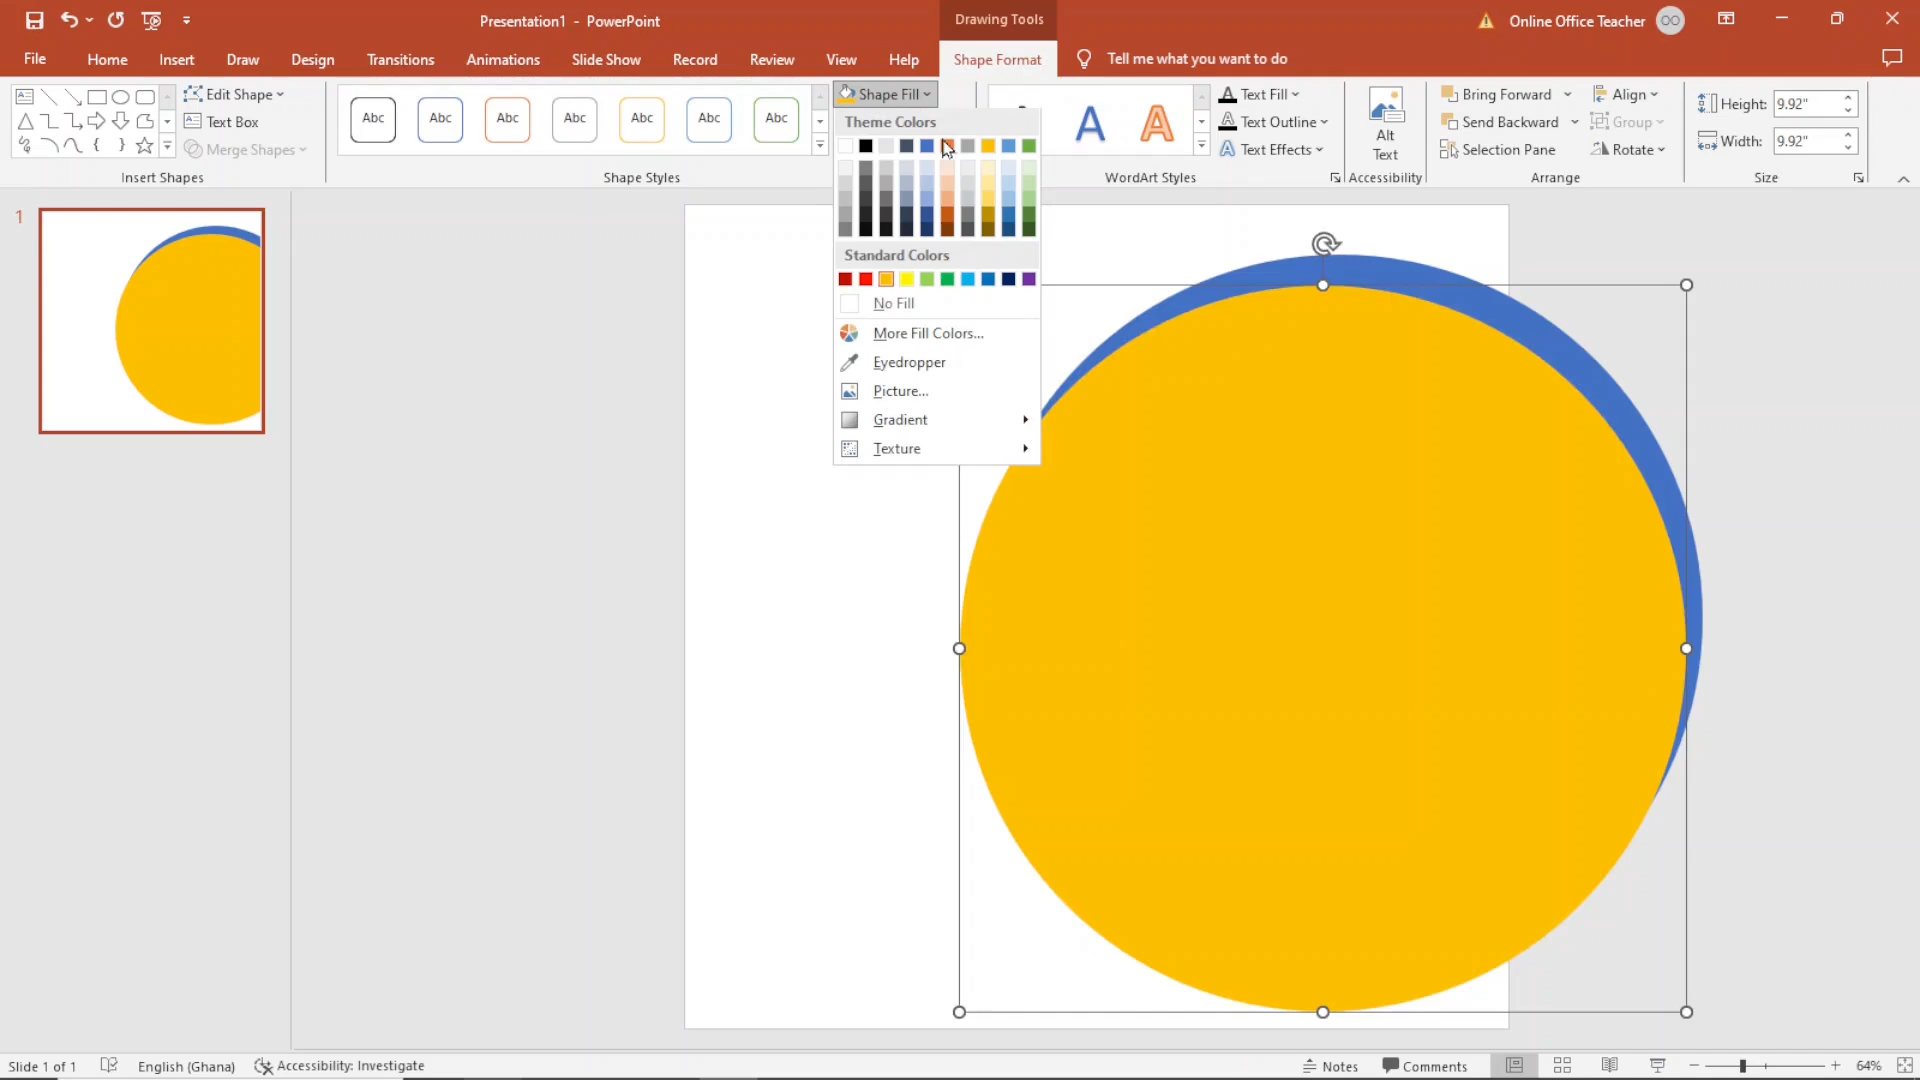 Presentation1 - PowerPoint
Drawing Tools
Online Office Teacher
OO
File
Home
Insert
Draw
Design
Transitions
Animations
Slide Show
Record
Review
View
Help
Shape Format
Tell me what you want to do
Edit Shape
Text Box
Merge Shapes
Insert Shapes
Abc
Abc
Abc
Abc
Abc
Abc
Abc
Shape Styles
Shape Fill
Theme Colors
Standard Colors
No Fill
More Fill Colors...
Eyedropper
Picture...
Gradient
Texture
A
A
WordArt Styles
Text Fill
Text Outline
Text Effects
Alt
Text
Accessibility
Bring Forward
Send Backward
Selection Pane
Align
Group
Rotate
Arrange
Height: 9.92"
Width: 9.92"
Size
1
Slide 1 of 1
English (Ghana)
Accessibility: Investigate
Notes
Comments
64%